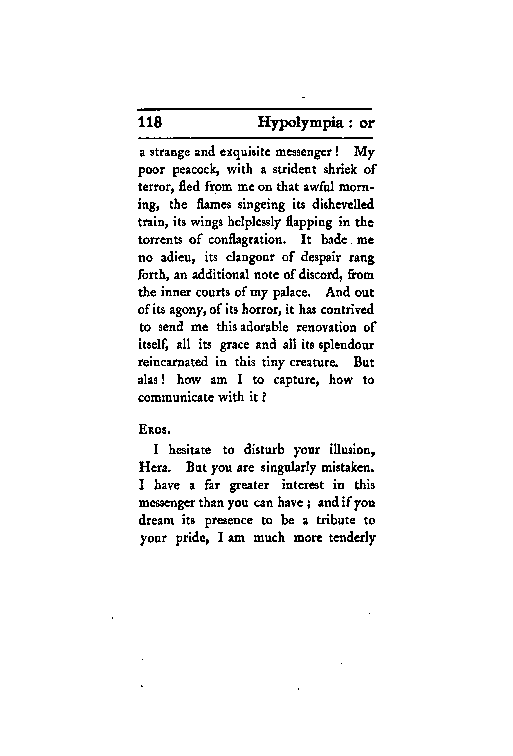 118 Hypolympia : or
a strange and exquisite messenger ! My
poor peacock, with a strident shriek of
terror, fled from me on that awful morn-
ing, the flames singeing its dishevelled
train, its wings helplessly flapping in the
torrents of conflagration. It bade me
no adieu, its clangour of despair rang
forth, an additional note of discord, from
the inner courts of my palace. And out
of its agony, of its horror, it has contrived
to send me this adorable renovation of
itself, all its grace and all its splendour
reincarnated in this tiny creature. But
alas ! how am I to capture, how to
communicate with it ?
Eros.
I hesitate to disturb your illusion,
Hera. But you are singularly mistaken.
I have a far greater interest in this
messenger than you can have ; and if you
dream its presence to be a tribute to
your pride, I am much more tenderly